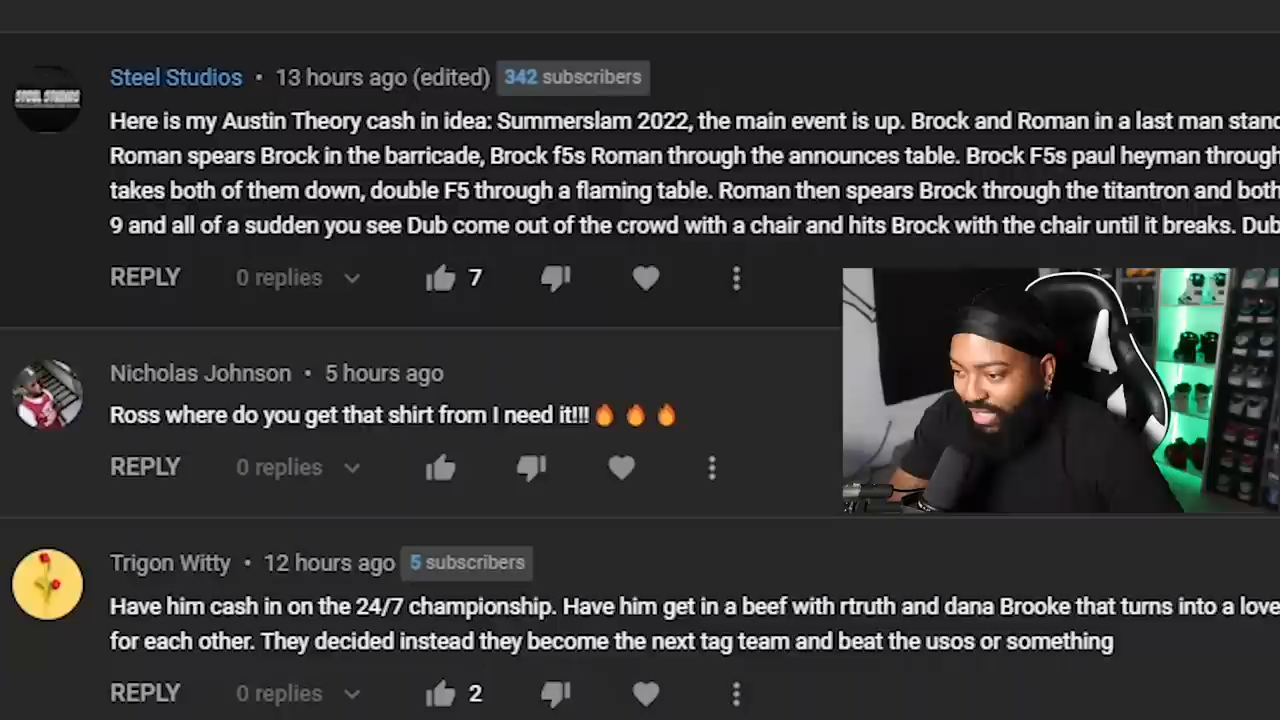 Steel Studios • 13 hours ago (edited) 342 subscribers
Here is my Austin Theory cash in idea: Summerslam 2022, the main event is up. Brock and Roman in a last man stand
Roman spears Brock in the barricade, Brock f5s Roman through the announces table. Brock F5s paul heyman through
takes both of them down, double F5 through a flaming table. Roman then spears Brock through the titantron and both
9 and all of a sudden you see Dub come out of the crowd with a chair and hits Brock with the chair until it breaks. Dub
REPLY 0 replies 7
Nicholas Johnson • 5 hours ago
Ross where do you get that shirt from I need it!!!🔥 🔥 🔥
REPLY 0 replies
Trigon Witty • 12 hours ago 5 subscribers
Have him cash in on the 24/7 championship. Have him get in a beef with rtruth and dana Brooke that turns into a love
for each other. They decided instead they become the next tag team and beat the usos or something
REPLY 0 replies 2